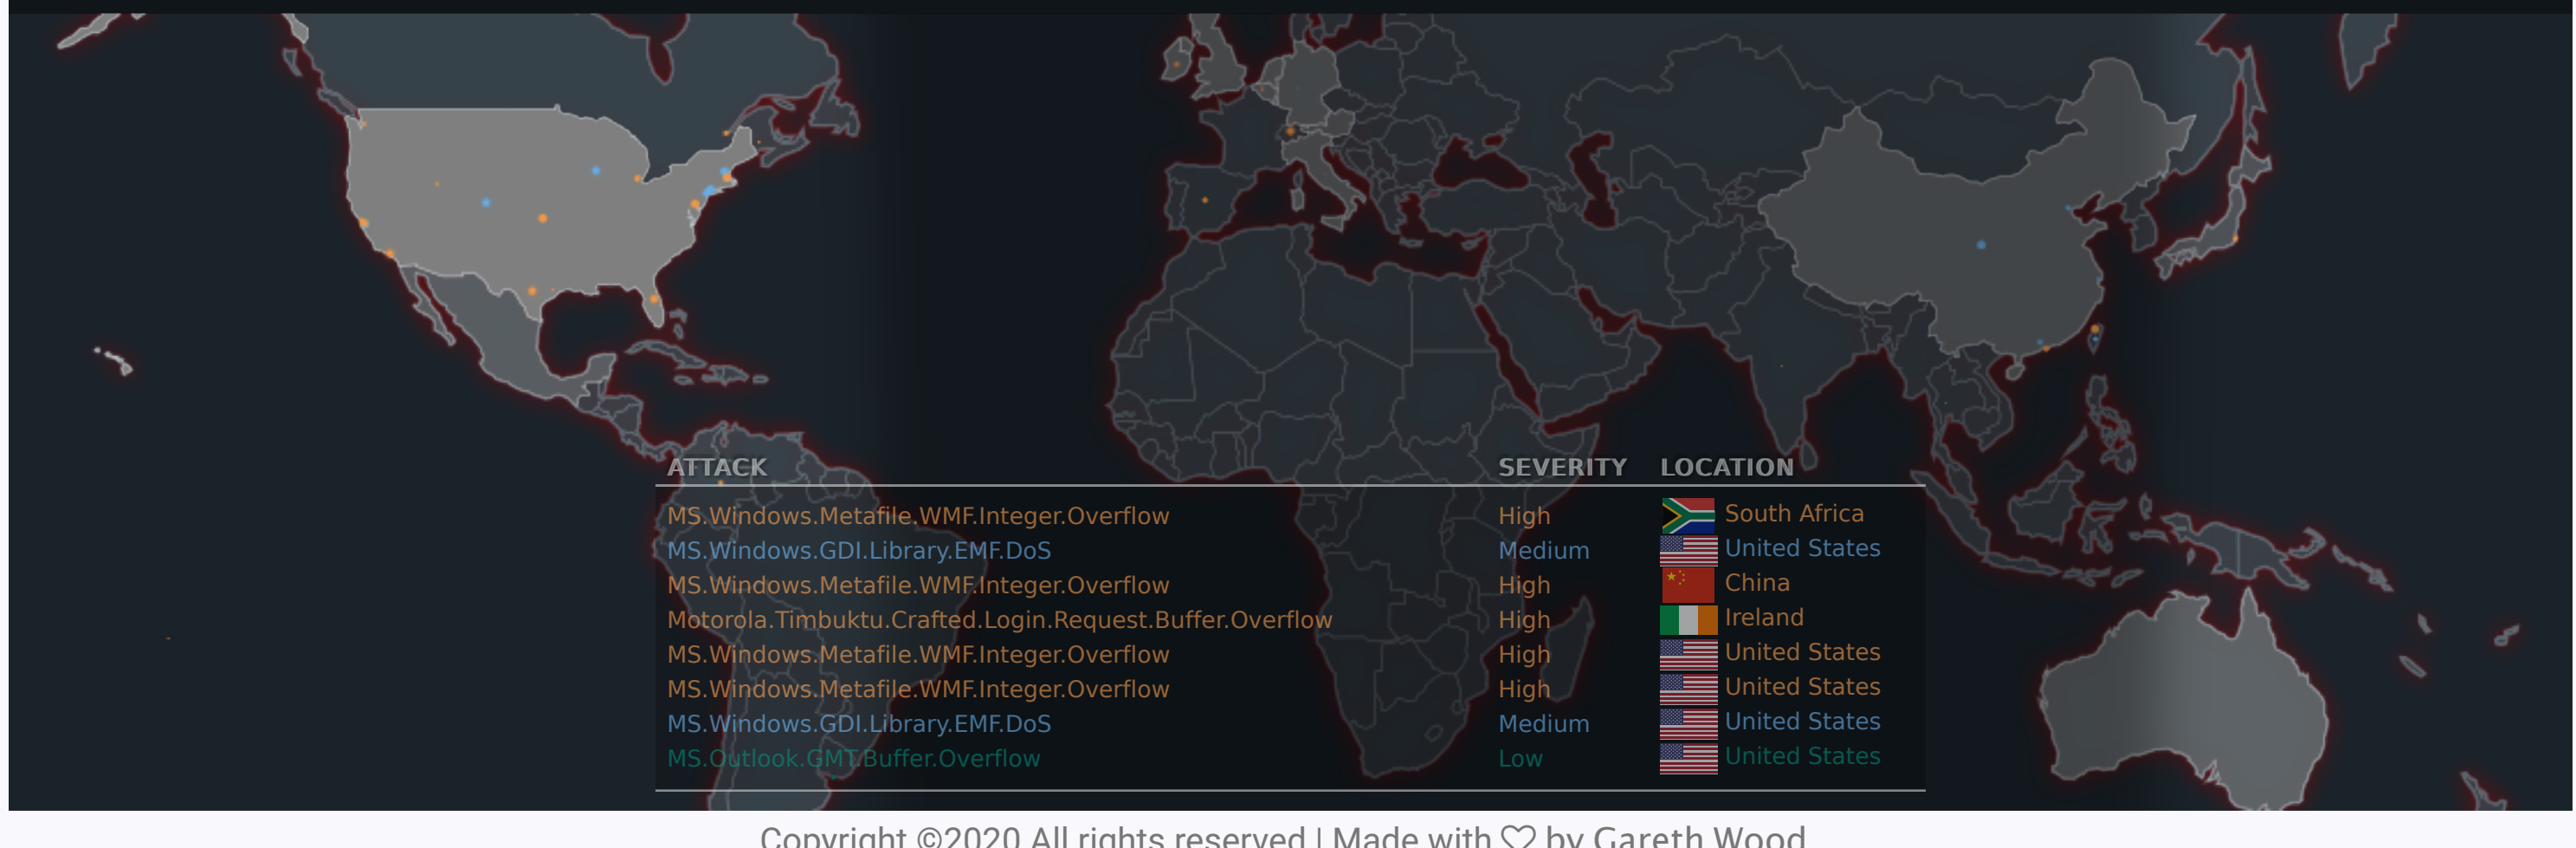 ATTACK SEVERITY LOCATION
MS.Windows.Metafile.WMF.Integer.Overflow High South Africa
MS.Windows.GDI.Library.EMF.DoS Medium United States
MS.Windows.Metafile.WMF.Integer.Overflow High China
Motorola.Timbuktu.Crafted.Login.Request.Buffer.Overflow High Ireland
MS.Windows.Metafile.WMF.Integer.Overflow High United States
MS.Windows.Metafile.WMF.Integer.Overflow High United States
MS.Windows.GDI.Library.EMF.DoS Medium United States
MS.Outlook.GMT.Buffer.Overflow Low United States
Copyright ©2020 All rights reserved | Made with ♡ by Gareth Wood